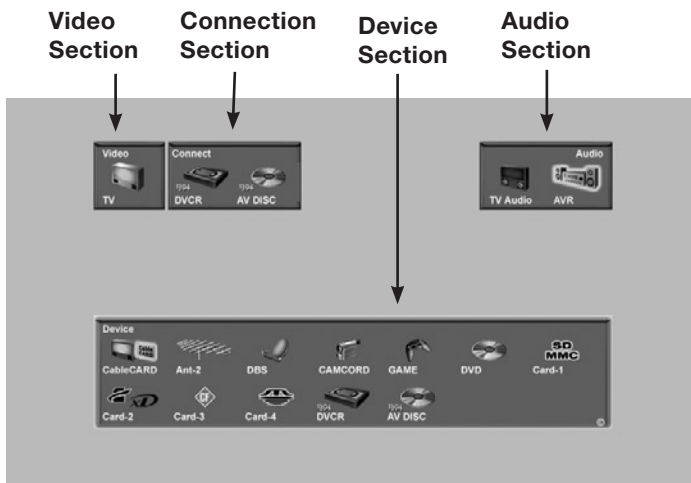 Video Section
Connection Section
Device Section
Audio Section
Video
TV
Connect
1394 DVCR
1394 AV DISC
Audio
TV Audio
AVR
Device
CableCARD
Ant-2
DBS
CAMCORD
GAME
DVD
SD MMC
Card-1
xD
Card-2
CF
Card-3
Card-4
1394 DVCR
1394 AV DISC
©